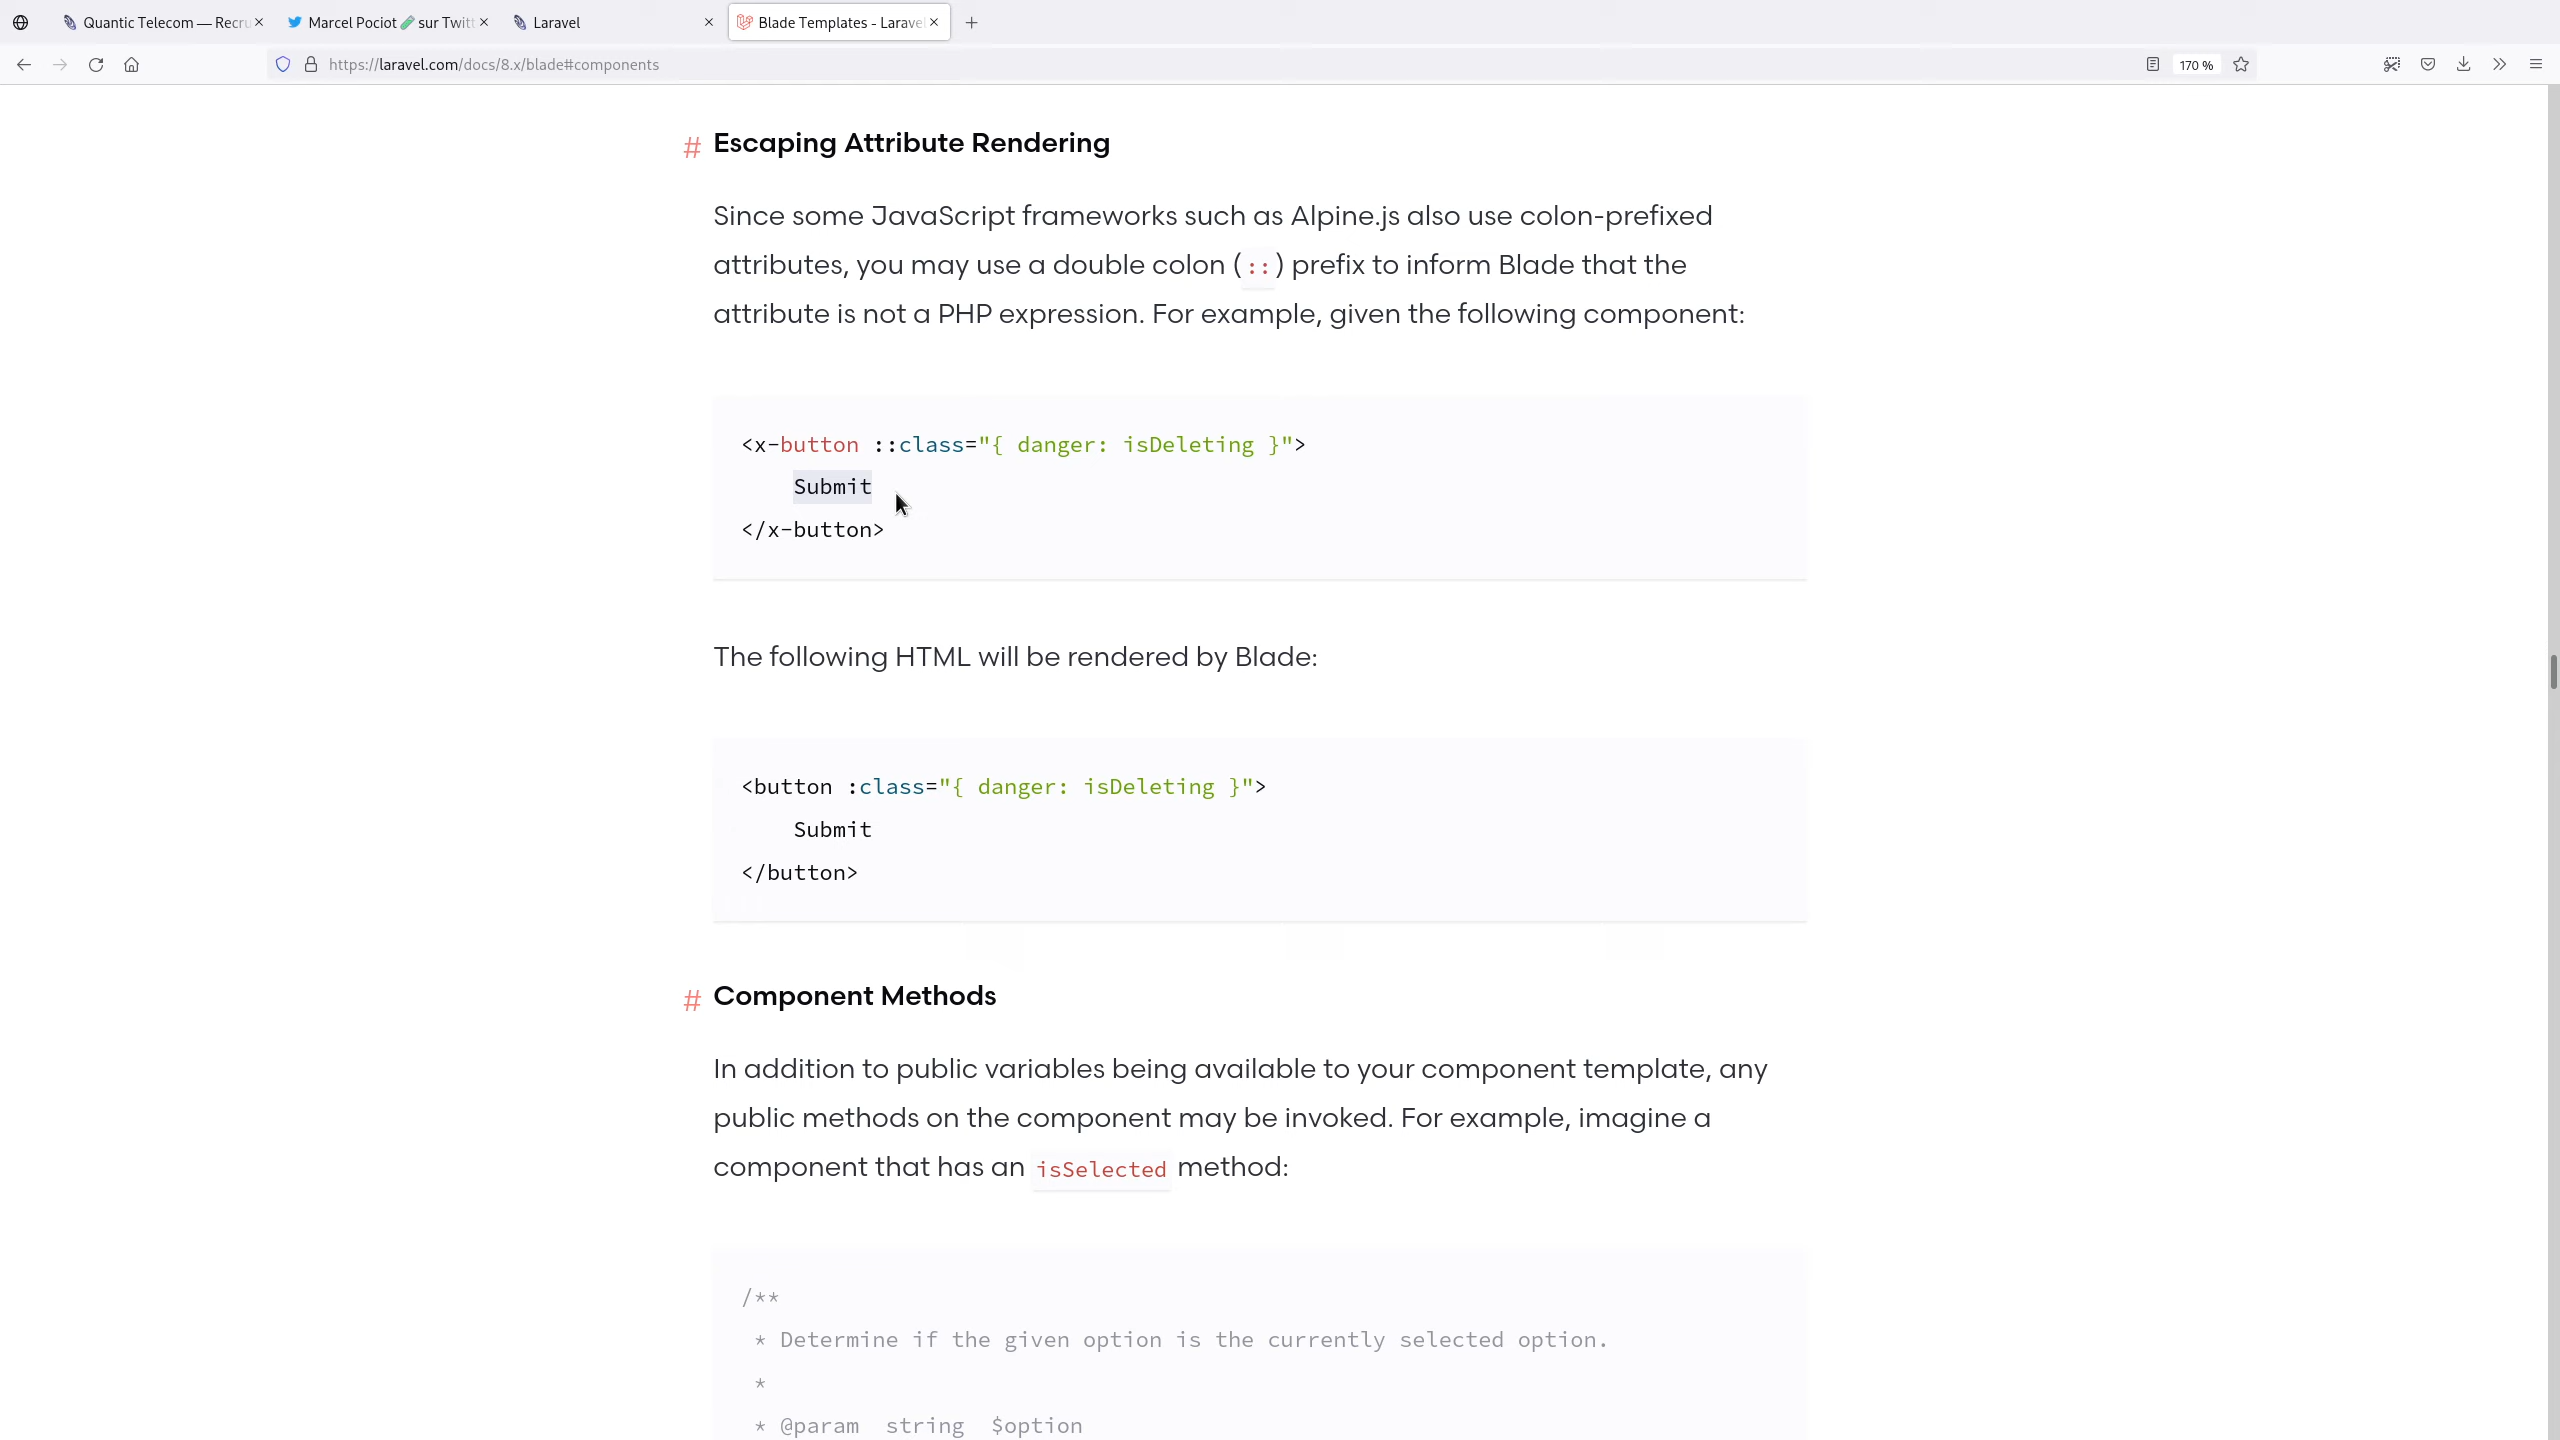 Quantic Telecom — Recru
Marcel Pociot 🧪 sur Twitt
Laravel
Blade Templates - Larave
https://laravel.com/docs/8.x/blade#components
170 %
# Escaping Attribute Rendering
Since some JavaScript frameworks such as Alpine.js also use colon-prefixed
attributes, you may use a double colon (::) prefix to inform Blade that the
attribute is not a PHP expression. For example, given the following component:
<x-button ::class="{ danger: isDeleting }">
    Submit
</x-button>
The following HTML will be rendered by Blade:
<button :class="{ danger: isDeleting }">
    Submit
</button>
# Component Methods
In addition to public variables being available to your component template, any
public methods on the component may be invoked. For example, imagine a
component that has an isSelected method:
/**
 * Determine if the given option is the currently selected option.
 *
 * @param  string  $option